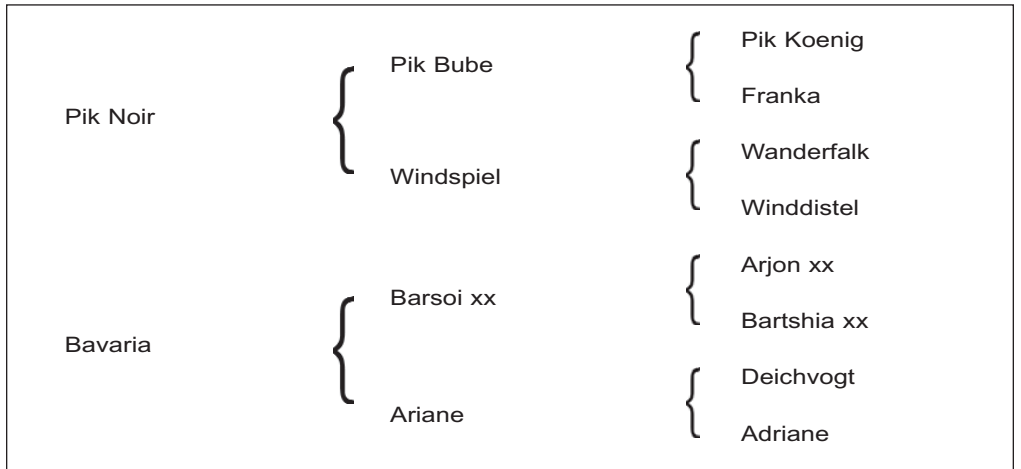 Pik Koenig
Pik Bube
Franka
Pik Noir
Wanderfalk
Windspiel
Winddistel
Arjon xx
Barsoi xx
Bartshia xx
Bavaria
Deichvogt
Ariane
Adriane